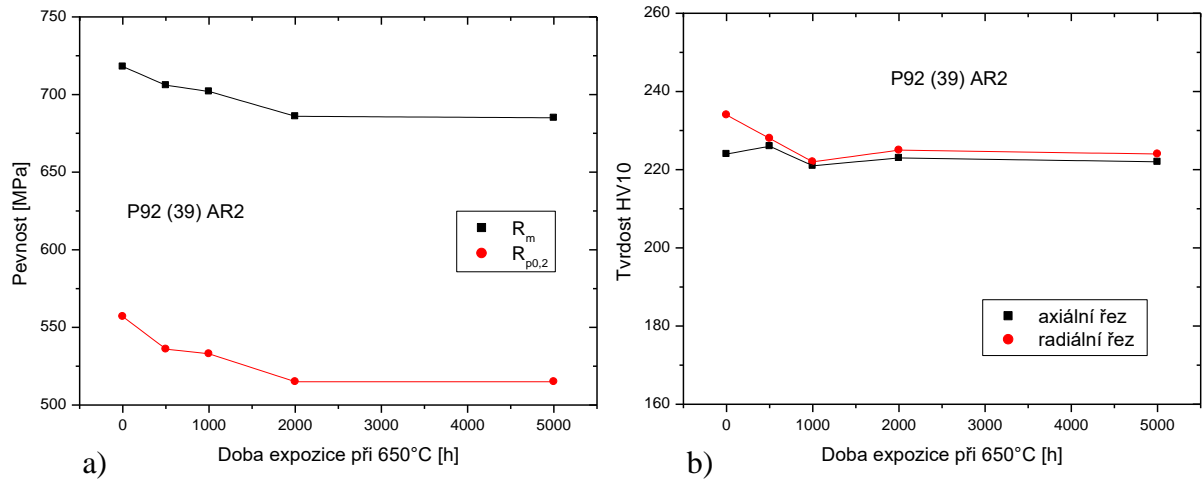 750
700
650
600
550
500
Pevnost [MPa]
P92 (39) AR2
R_m
R_p0,2
0 1000 2000 3000 4000 5000
Doba expozice při 650°C [h]
a)
260
240
220
200
180
160
Tvrdost HV10
P92 (39) AR2
axiální řez
radiální řez
0 1000 2000 3000 4000 5000
Doba expozice při 650°C [h]
b)